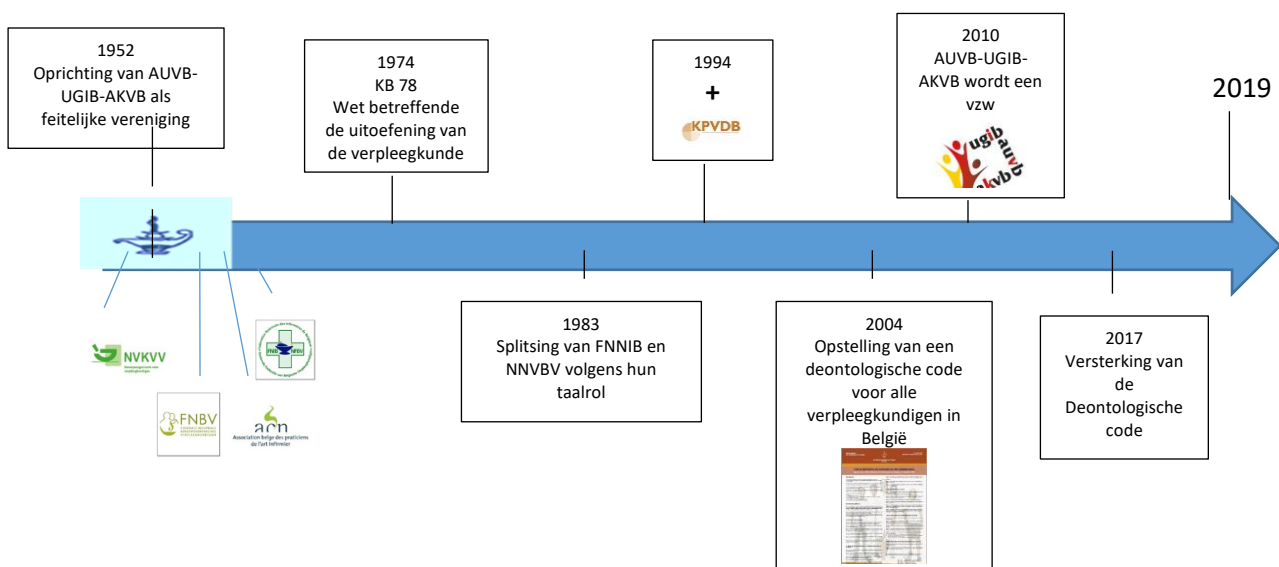 1952
Oprichting van AUVB-
UGIB-AKVB als
feitelijke vereniging
1974
KB 78
Wet betreffende
de uitoefening van
de verpleegkunde
1994
+
KPVDB
2010
AUVB-UGIB-
AKVB wordt een
vzw
ugib
auvb
akvb
2019
NVKVV
FNBV
acn
Association belge des praticiens
de l'art infirmier
FNIB NFBV
1983
Splitsing van FNNIB en
NNVBV volgens hun
taalrol
2004
Opstelling van een
deontologische code
voor alle
verpleegkundigen in
België
2017
Versterking van
de
Deontologische
code